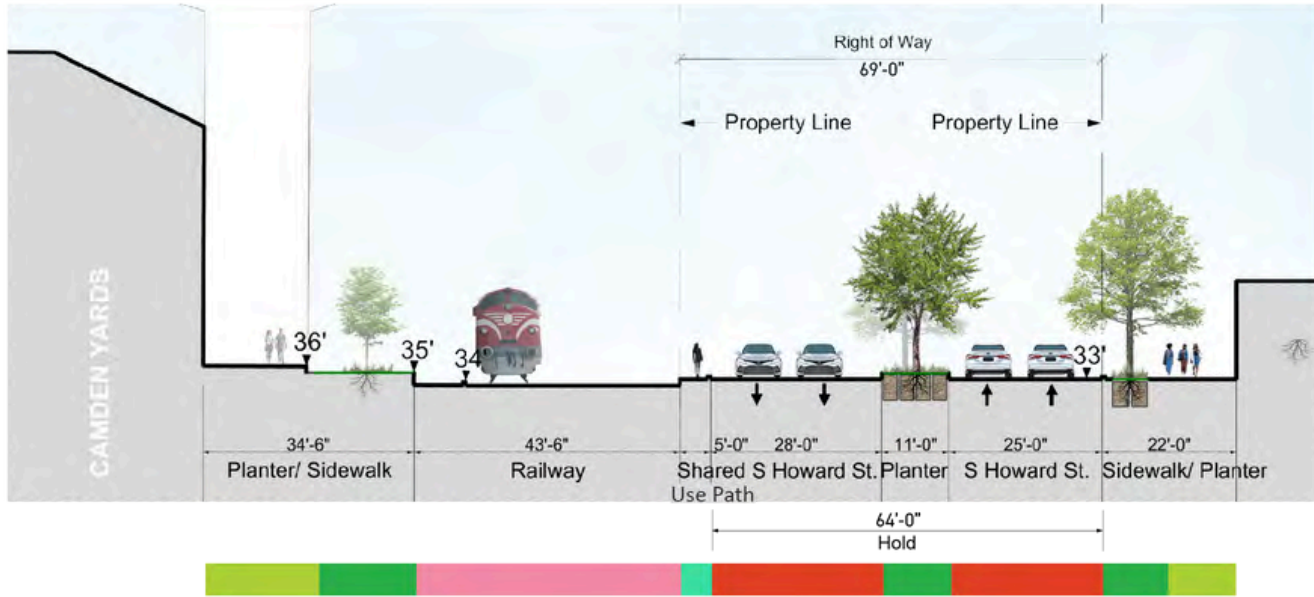 Right of Way
69'-0"
Property Line
Property Line
CAMDEN YARDS
36'
35'
34'
33'
34'-6"
43'-6"
5'-0"
28'-0"
11'-0"
25'-0"
22'-0"
Planter/ Sidewalk
Railway
Shared
S Howard St.
Planter
S Howard St.
Sidewalk/ Planter
Use Path
64'-0"
Hold